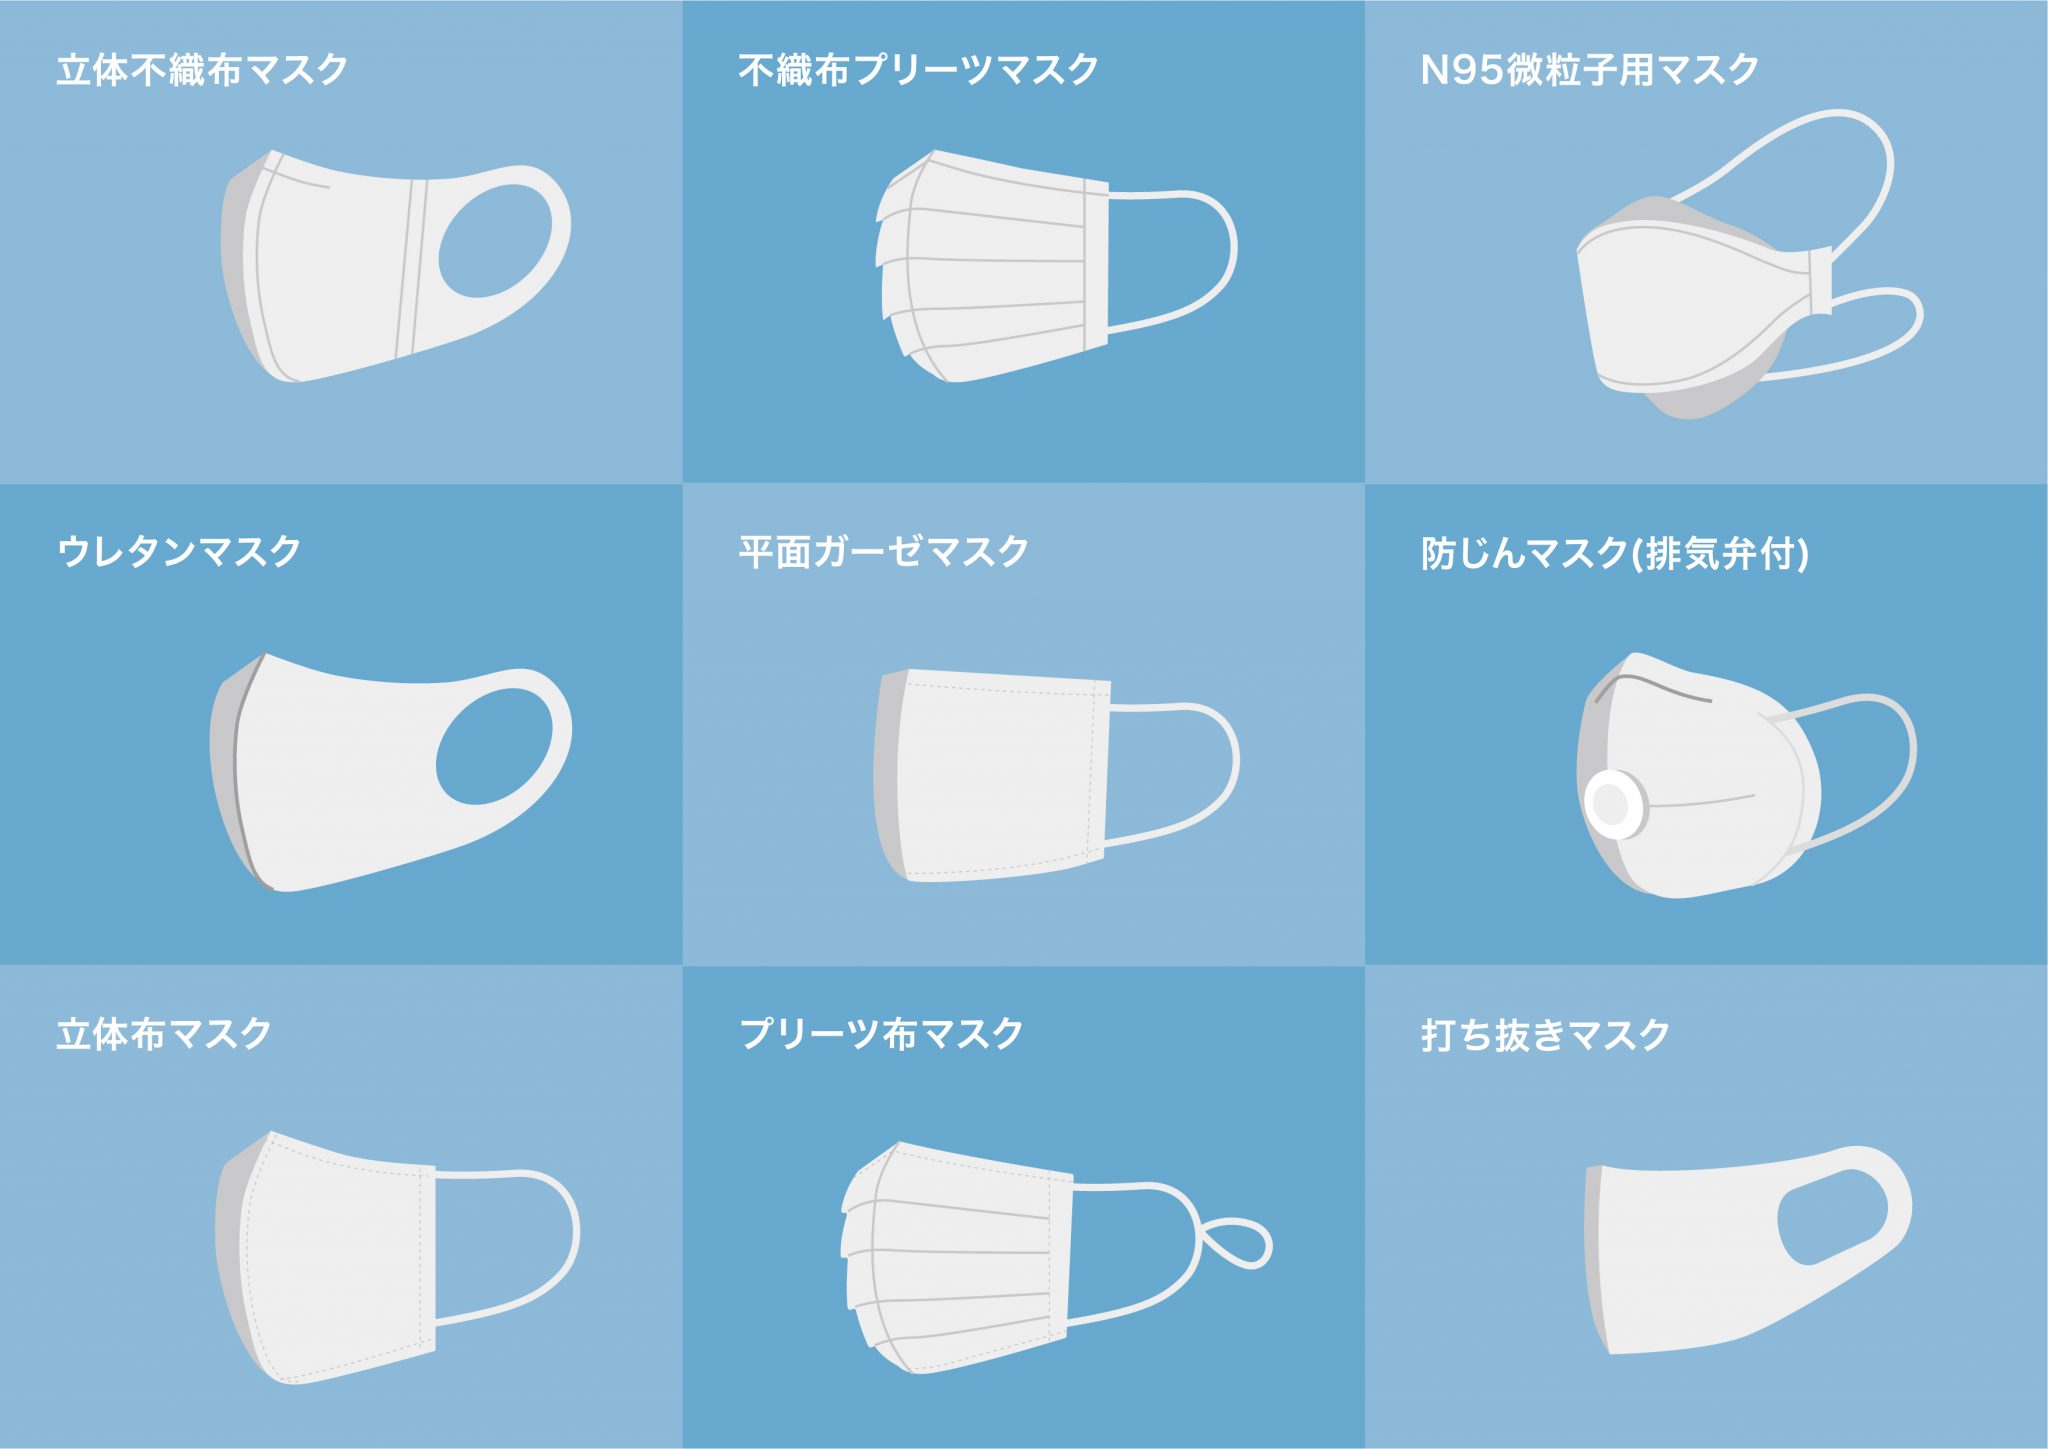 立体不織布マスク
不織布プリーツマスク
N95微粒子用マスク
ウレタンマスク
平面ガーゼマスク
防じんマスク(排気弁付)
立体布マスク
プリーツ布マスク
打ち抜きマスク